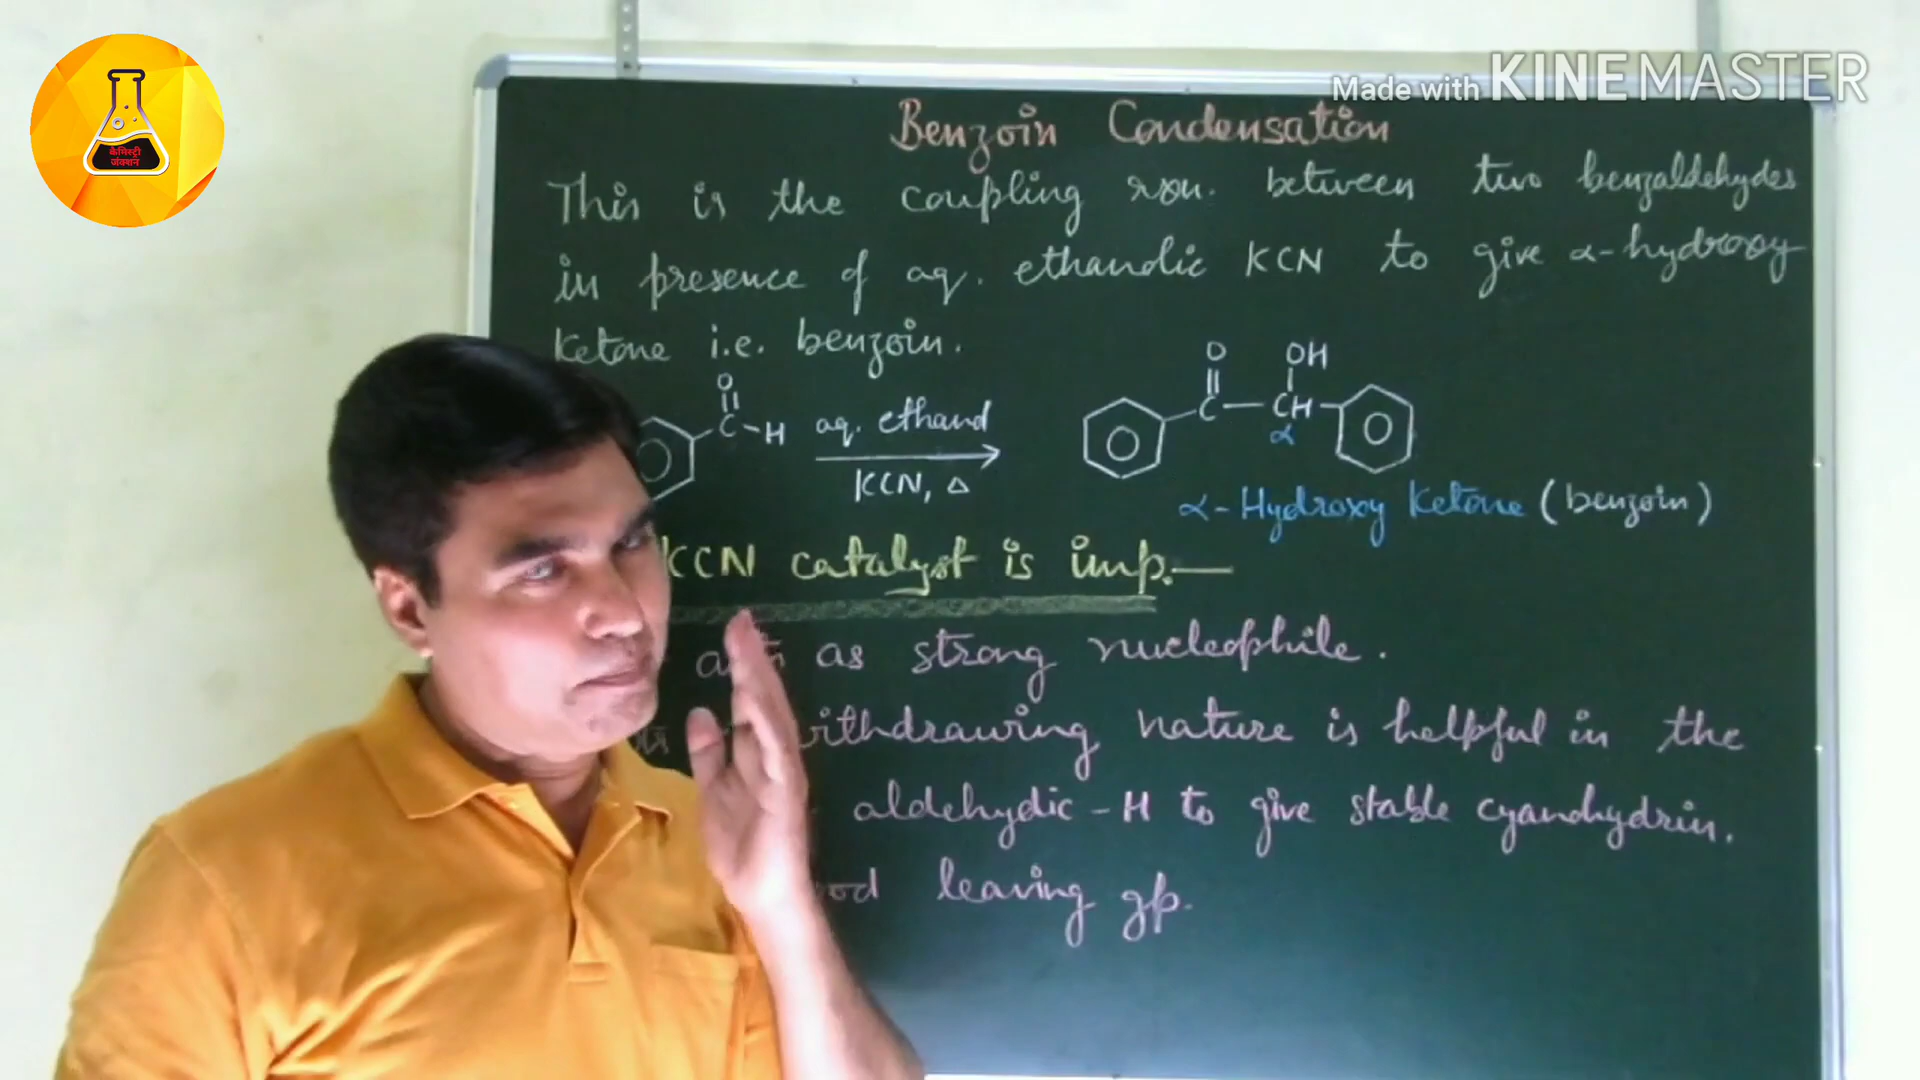 केमिस्ट्री
जंक्शन
Made with KINEMASTER
Benzoin Condensation
This is the coupling rxn. between two benzaldehydes
in presence of aq. ethanolic KCN to give α-hydroxy
Ketone i.e. benzoin.
O
C-H
aq. ethanol
KCN, Δ
O OH
C-CH
α
α-Hydroxy Ketone (benzoin)
KCN catalyst is imp.—
as strong nucleophile.
withdrawing nature is helpful in the
aldehydic-H to give stable cyanohydrin.
leaving gp.